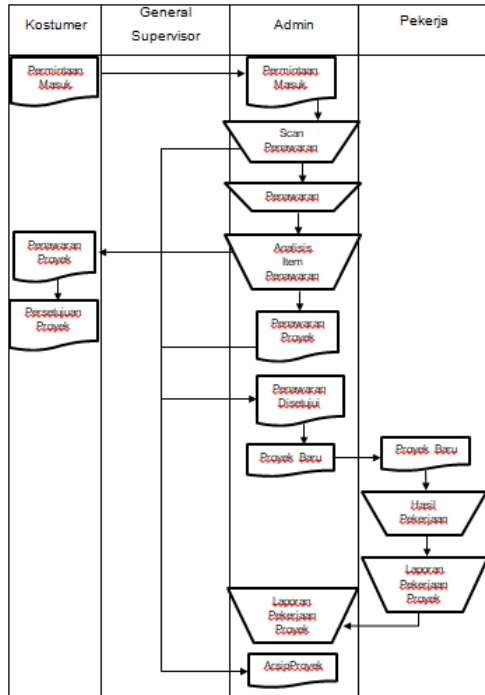 Kostumer
General
Supervisor
Admin
Pekerja
Permintaan
Masuk
Permintaan
Masuk
Scan
Penawaran
Penawaran
Penawaran
Proyek
Analisis
Item
Penawaran
Persetujuan
Proyek
Penawaran
Proyek
Penawaran
Disetujui
Proyek Baru
Proyek Baru
Hasil
Pekerjaan
Laporan
Pekerjaan
Proyek
Laporan
Pekerjaan
Proyek
ArsipProyek